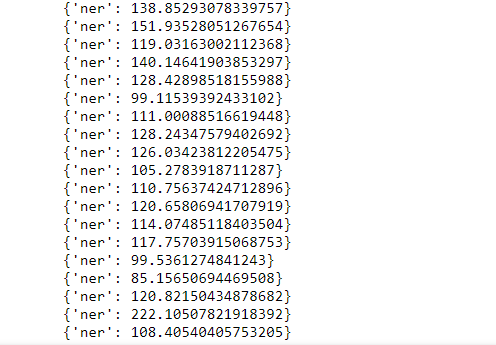 {'ner': 138.85293078339757}
{'ner': 151.93528051267654}
{'ner': 119.03163002112368}
{'ner': 140.14641903853297}
{'ner': 128.42898518155988}
{'ner': 99.11539392433102}
{'ner': 111.00088516619448}
{'ner': 128.24347579402692}
{'ner': 126.03423812205475}
{'ner': 105.2783918711287}
{'ner': 110.75637424712896}
{'ner': 120.65806941707919}
{'ner': 114.07485118403504}
{'ner': 117.75703915068753}
{'ner': 99.5361274841243}
{'ner': 85.15650694469508}
{'ner': 120.82150434878682}
{'ner': 222.10507821918392}
{'ner': 108.40540405753205}